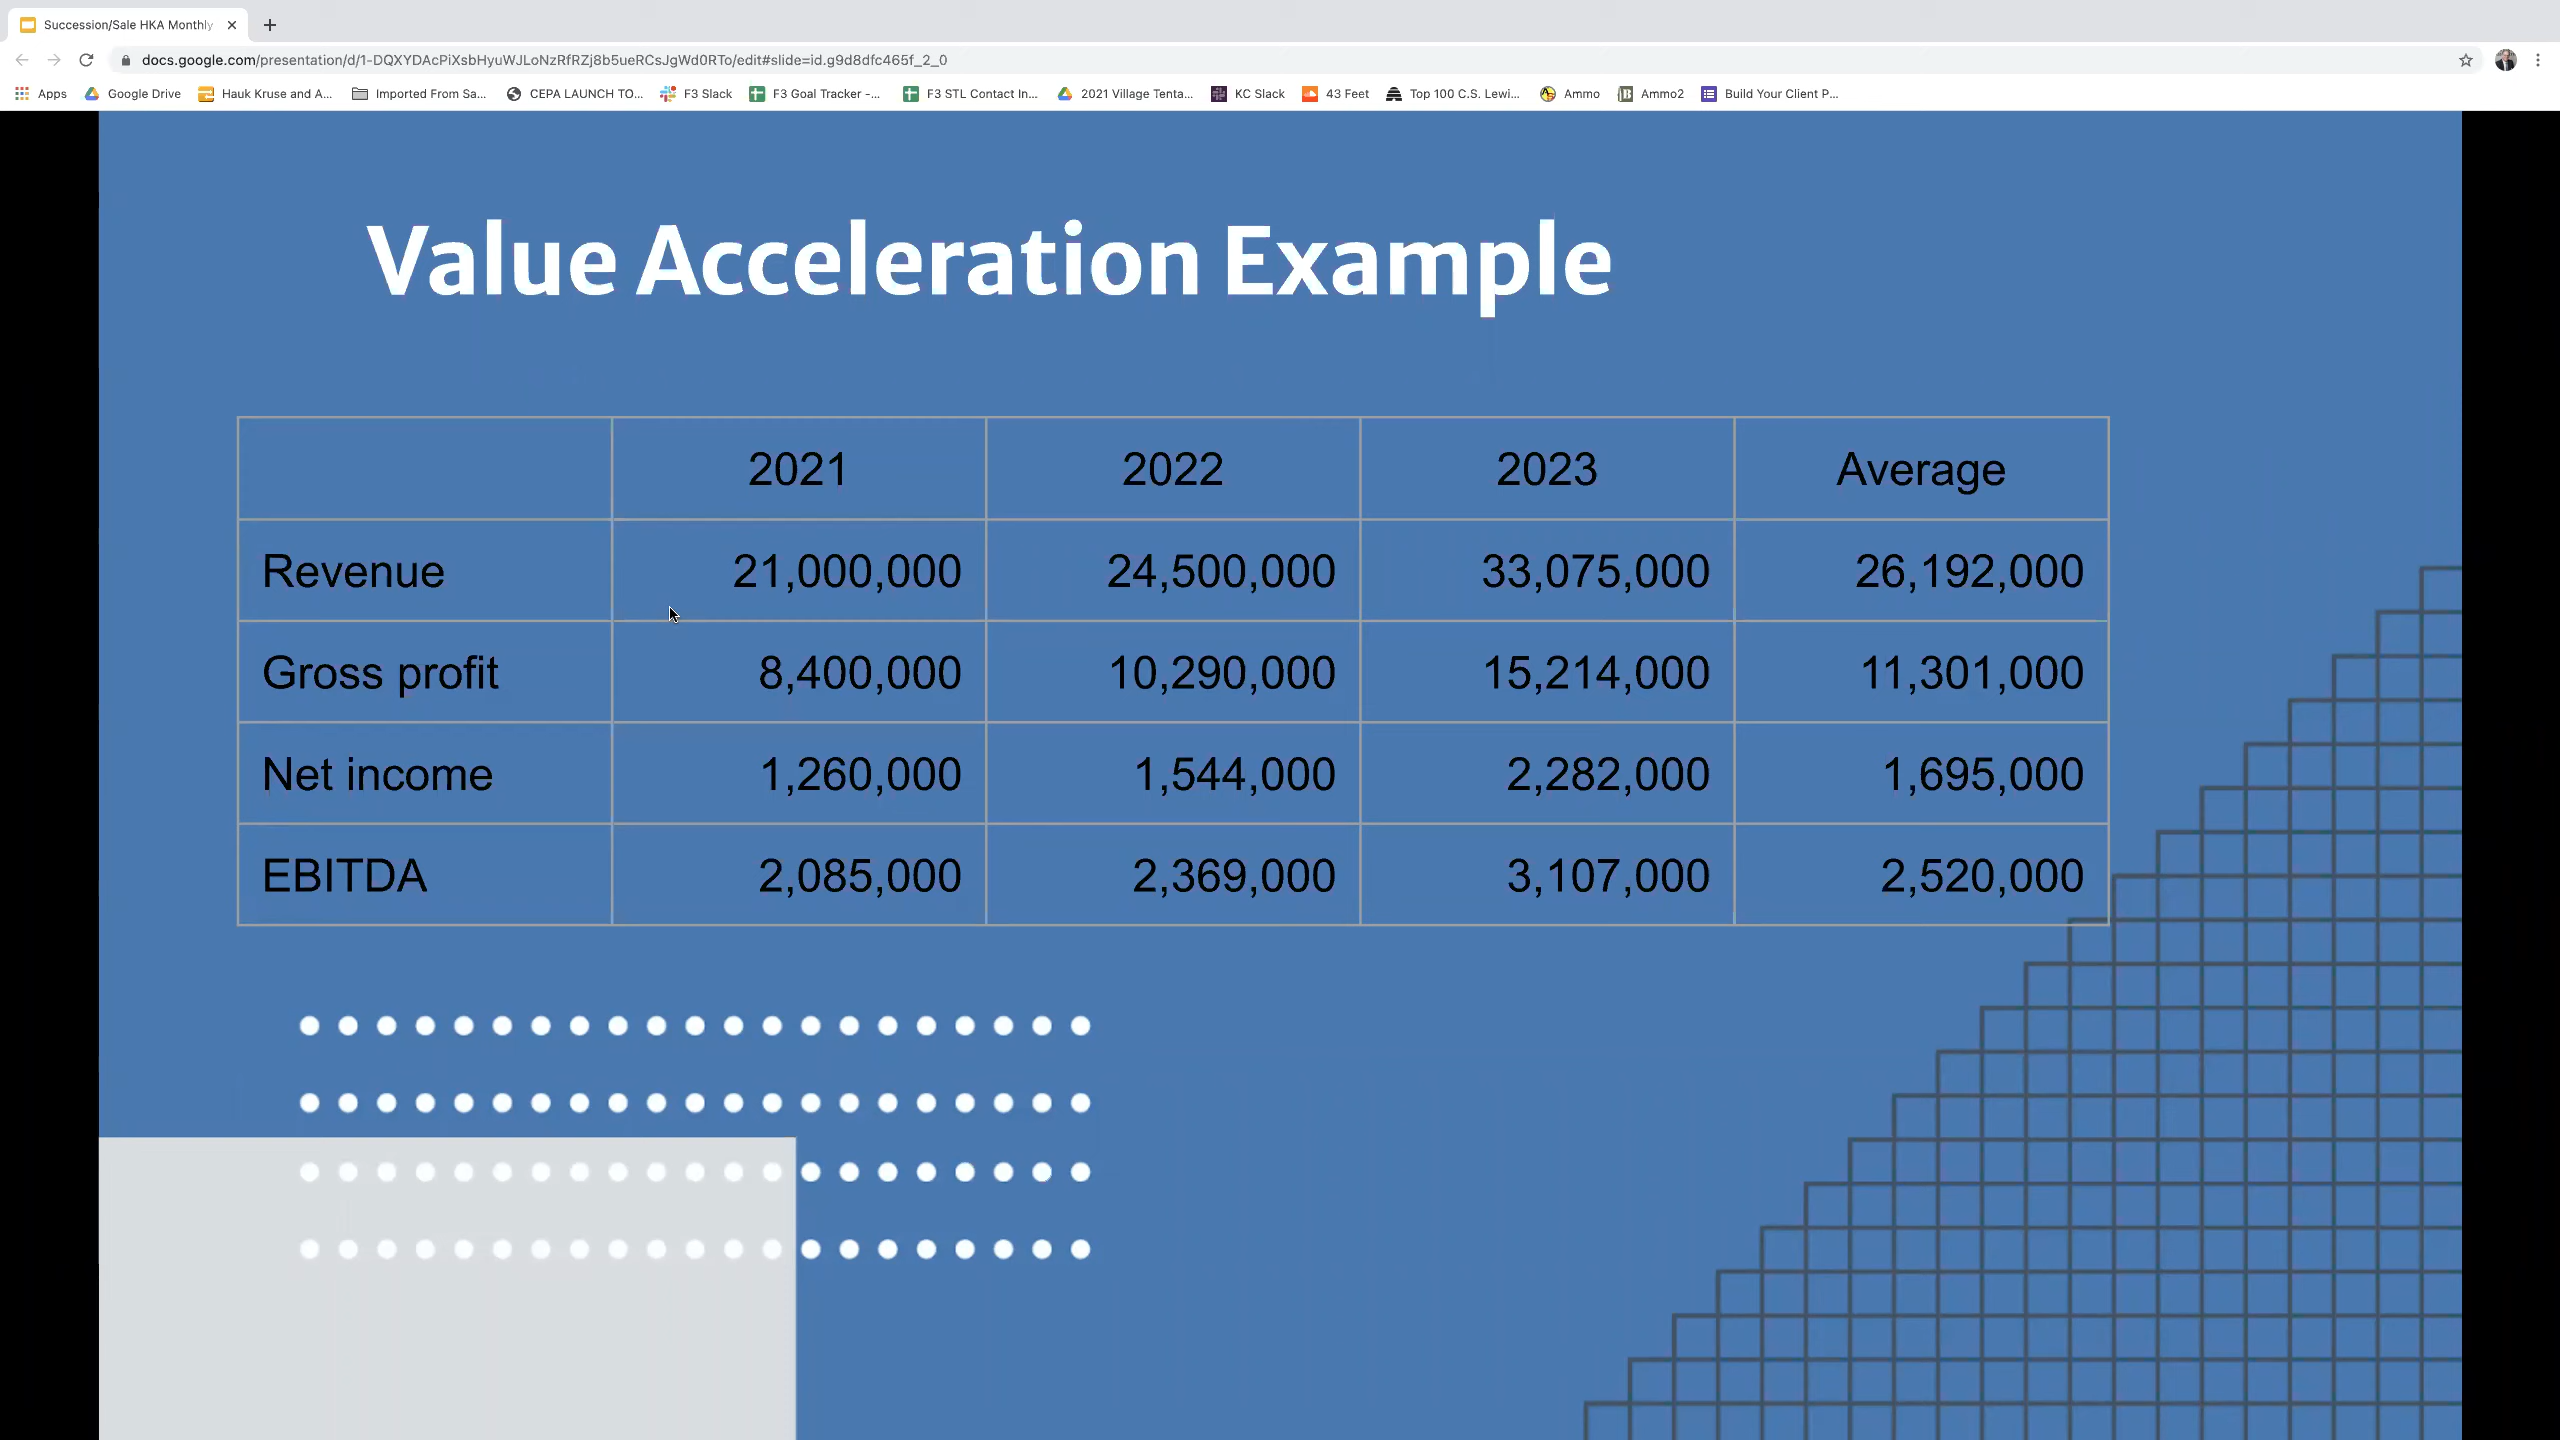 Succession/Sale HKA Monthly
docs.google.com/presentation/d/1-DQXYDAcPiXsbHyuWJLoNzRfRZj8b5ueRCsJgWd0RTo/edit#slide=id.g9d8dfc465f_2_0
Apps Google Drive Hauk Kruse and A... Imported From Sa... CEPA LAUNCH TO... F3 Slack F3 Goal Tracker -... F3 STL Contact In... 2021 Village Tenta... KC Slack 43 Feet Top 100 C.S. Lewi... Ammo Ammo2 Build Your Client P...
Value Acceleration Example
2021 2022 2023 Average
Revenue 21,000,000 24,500,000 33,075,000 26,192,000
Gross profit 8,400,000 10,290,000 15,214,000 11,301,000
Net income 1,260,000 1,544,000 2,282,000 1,695,000
EBITDA 2,085,000 2,369,000 3,107,000 2,520,000